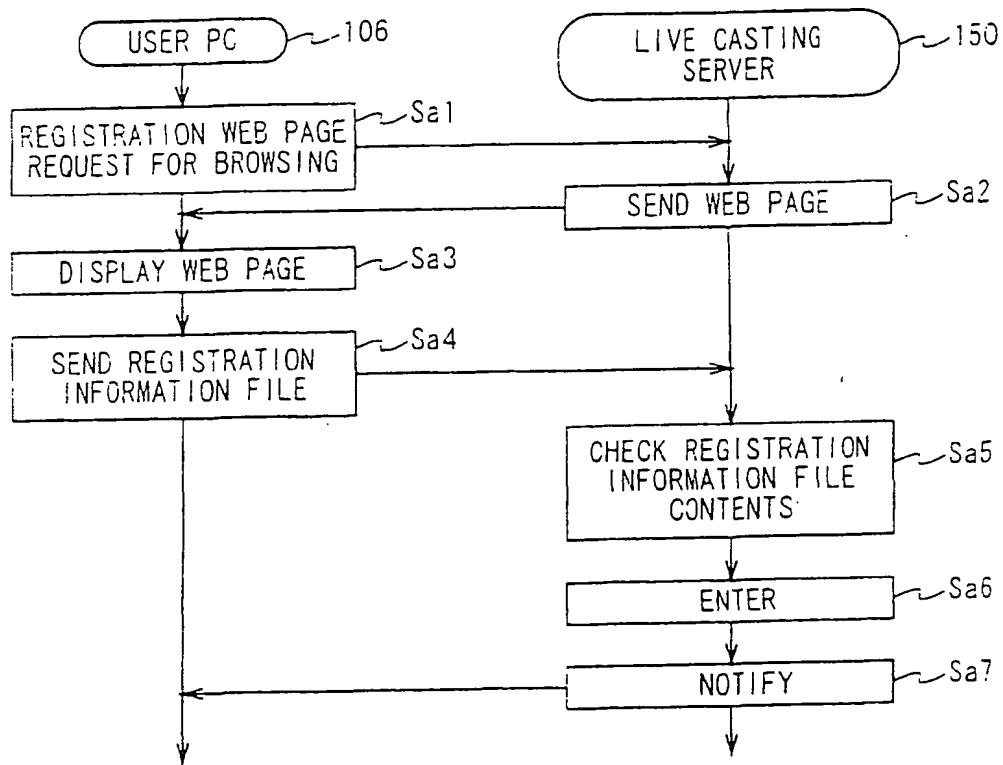 USER PC
106
LIVE CASTING
SERVER
150
REGISTRATION WEB PAGE
REQUEST FOR BROWSING
Sa1
SEND WEB PAGE
Sa2
DISPLAY WEB PAGE
Sa3
SEND REGISTRATION
INFORMATION FILE
Sa4
CHECK REGISTRATION
INFORMATION FILE
CONTENTS
Sa5
ENTER
Sa6
NOTIFY
Sa7